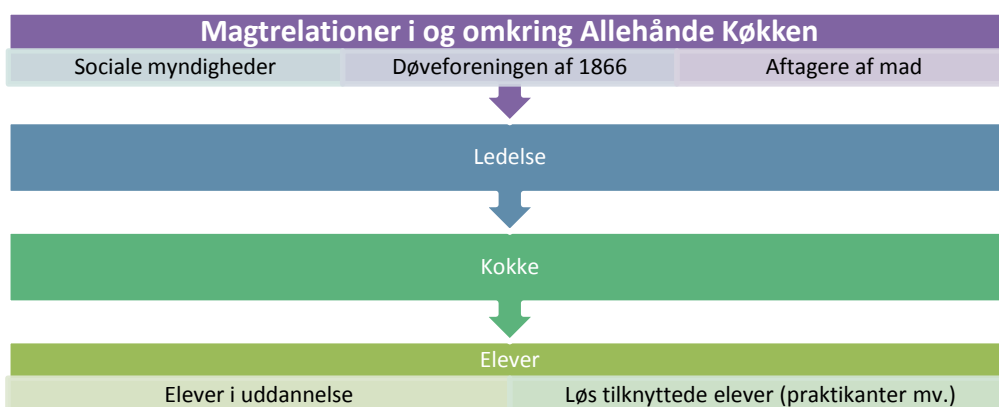 Magtrelationer i og omkring Allehånde Køkken
Sociale myndigheder Døveforeningen af 1866 Aftagere af mad
Ledelse
Kokke
Elever
Elever i uddannelse Løs tilknyttede elever (praktikanter mv.)